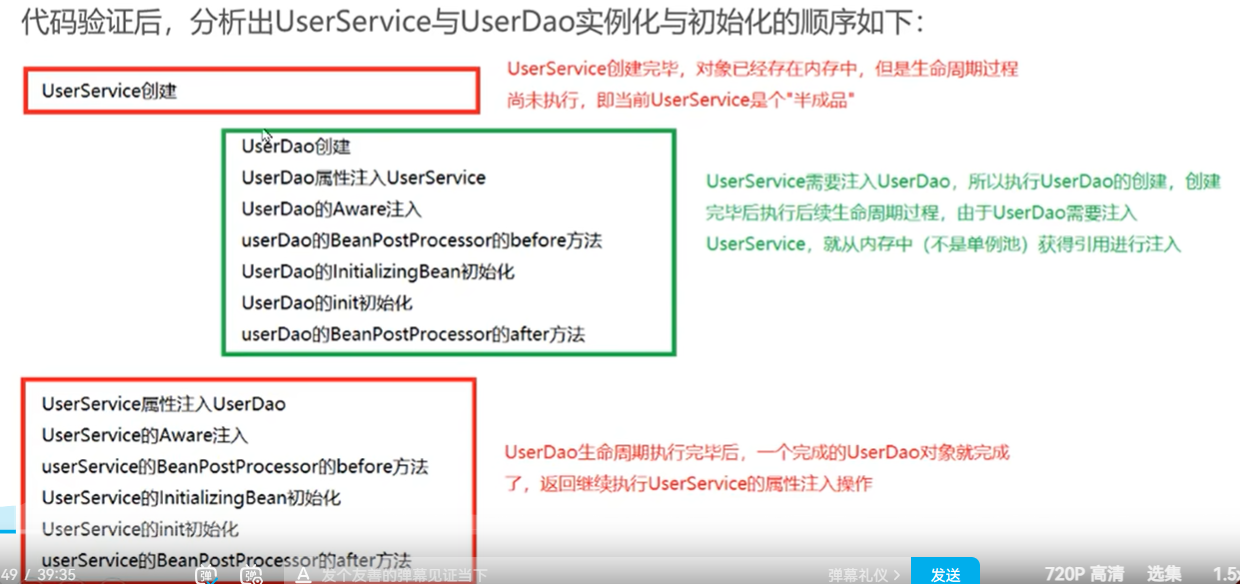 代码验证后，分析出UserService与UserDao实例化与初始化的顺序如下：
UserService创建
UserService创建完毕，对象已经存在内存中，但是生命周期过程
尚未执行，即当前UserService是个"半成品"
UserDao创建
UserDao属性注入UserService
UserDao的Aware注入
userDao的BeanPostProcessor的before方法
UserDao的InitializingBean初始化
UserDao的init初始化
userDao的BeanPostProcessor的after方法
UserService需要注入UserDao，所以执行UserDao的创建，创建
完毕后执行后续生命周期过程，由于UserDao需要注入
UserService，就从内存中（不是单例池）获得引用进行注入
UserService属性注入UserDao
UserService的Aware注入
userService的BeanPostProcessor的before方法
UserService的InitializingBean初始化
UserService的init初始化
userService的BeanPostProcessor的after方法
UserDao生命周期执行完毕后，一个完成的UserDao对象就完成
了，返回继续执行UserService的属性注入操作
49 / 39:35
弹 弹 A 发个友善的弹幕见证当下 弹幕礼仪 > 发送 720P 高清 选集 1.5x